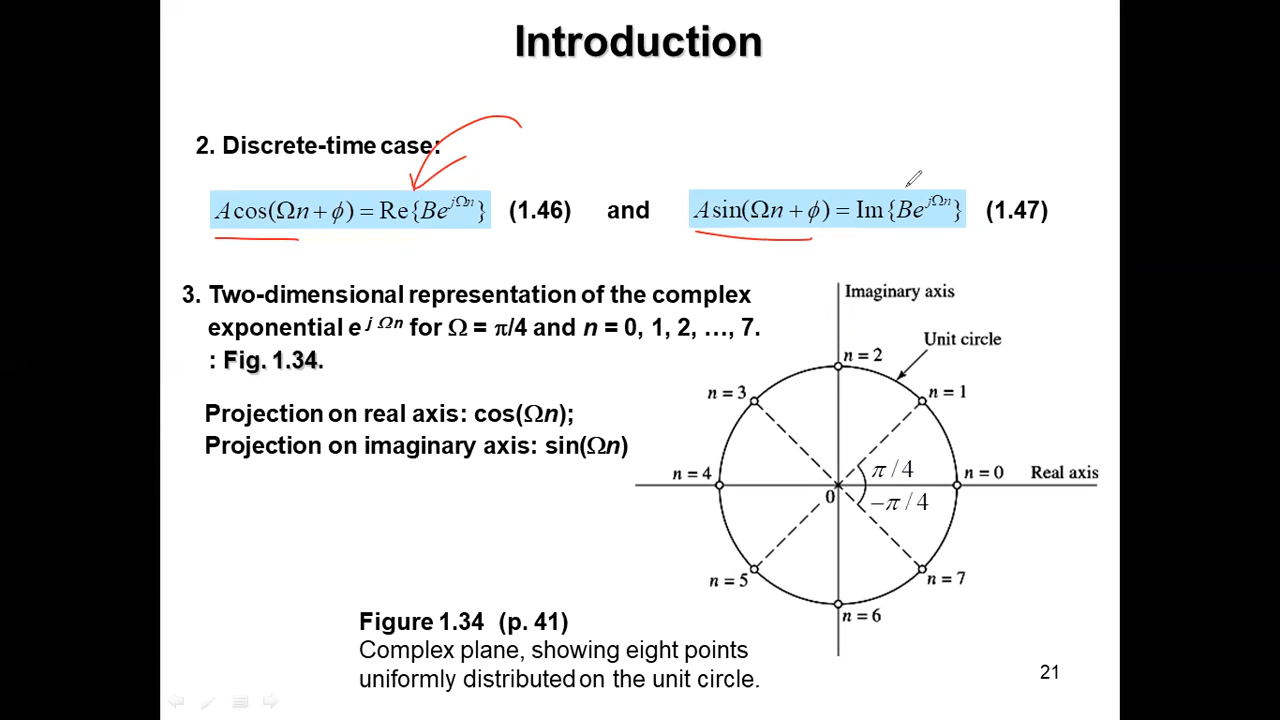 Introduction
2. Discrete-time case:
A cos(Ωn + ϕ) = Re{Be^{jΩn}} (1.46) and A sin(Ωn + ϕ) = Im{Be^{jΩn}} (1.47)
3. Two-dimensional representation of the complex
exponential e^{j Ωn} for Ω = π/4 and n = 0, 1, 2, …, 7.
: Fig. 1.34.
Projection on real axis: cos(Ωn);
Projection on imaginary axis: sin(Ωn)
Imaginary axis
Unit circle
n = 2
n = 3
n = 1
n = 4
π / 4
n = 0
Real axis
0
−π / 4
n = 5
n = 7
n = 6
Figure 1.34 (p. 41)
Complex plane, showing eight points
uniformly distributed on the unit circle.
21